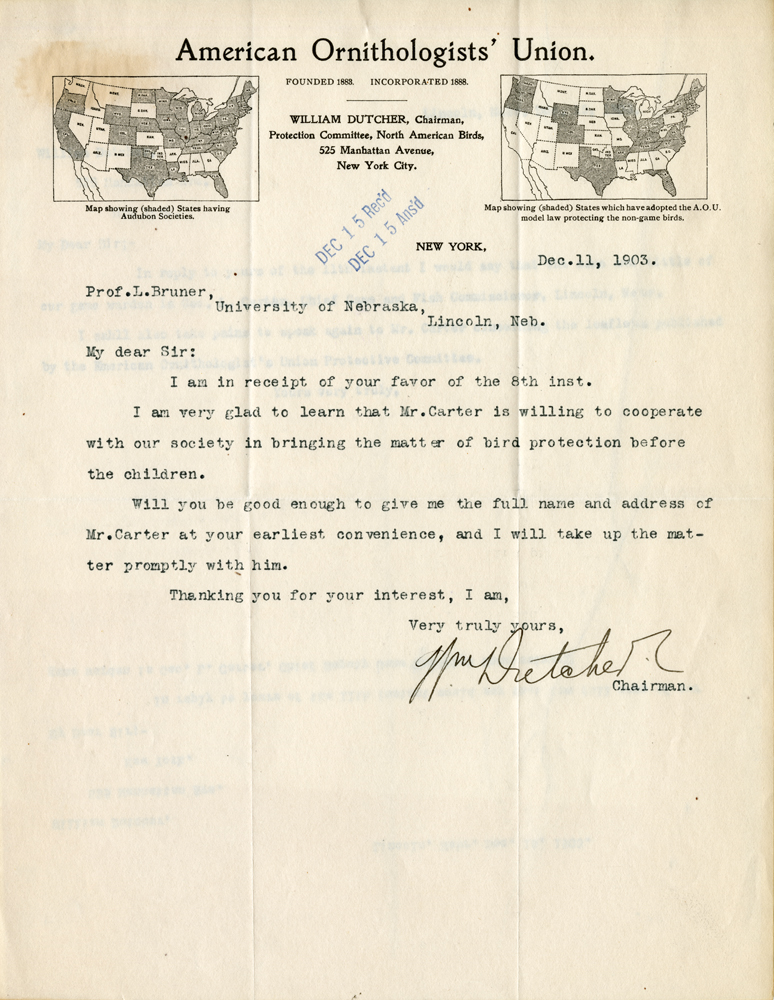 American Ornithologists' Union.
FOUNDED 1883. INCORPORATED 1888.
WILLIAM DUTCHER, Chairman,
Protection Committee, North American Birds,
525 Manhattan Avenue,
New York City.
Map showing (shaded) States having
Audubon Societies.
Map showing (shaded) States which have adopted the A.O.U.
model law protecting the non-game birds.
DEC 15 Rec'd
DEC 15 Ansd
NEW YORK,
Dec.11, 1903.
Prof.L.Bruner,
University of Nebraska,
Lincoln, Neb.
My dear Sir:
I am in receipt of your favor of the 8th inst.
I am very glad to learn that Mr.Carter is willing to cooperate
with our society in bringing the matter of bird protection before
the children.
Will you be good enough to give me the full name and address of
Mr.Carter at your earliest convenience, and I will take up the mat-
ter promptly with him.
Thanking you for your interest, I am,
Very truly yours,
Wm Dutcher
Chairman.